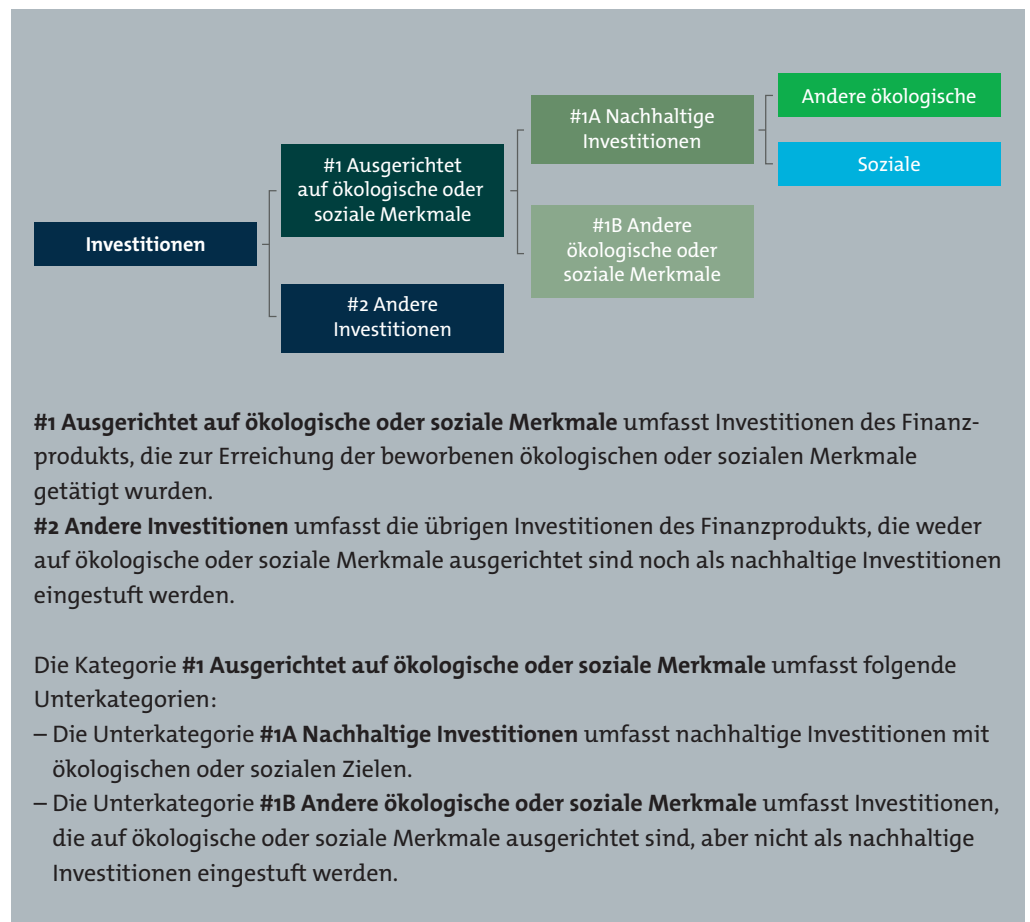 Andere ökologische
#1A Nachhaltige
Investitionen
Soziale
#1 Ausgerichtet
auf ökologische oder
soziale Merkmale
Investitionen
#1B Andere
ökologische oder
soziale Merkmale
#2 Andere
Investitionen
#1 Ausgerichtet auf ökologische oder soziale Merkmale umfasst Investitionen des Finanz-
produkts, die zur Erreichung der beworbenen ökologischen oder sozialen Merkmale
getätigt wurden.
#2 Andere Investitionen umfasst die übrigen Investitionen des Finanzprodukts, die weder
auf ökologische oder soziale Merkmale ausgerichtet sind noch als nachhaltige Investitionen
eingestuft werden.
Die Kategorie #1 Ausgerichtet auf ökologische oder soziale Merkmale umfasst folgende
Unterkategorien:
– Die Unterkategorie #1A Nachhaltige Investitionen umfasst nachhaltige Investitionen mit
ökologischen oder sozialen Zielen.
– Die Unterkategorie #1B Andere ökologische oder soziale Merkmale umfasst Investitionen,
die auf ökologische oder soziale Merkmale ausgerichtet sind, aber nicht als nachhaltige
Investitionen eingestuft werden.